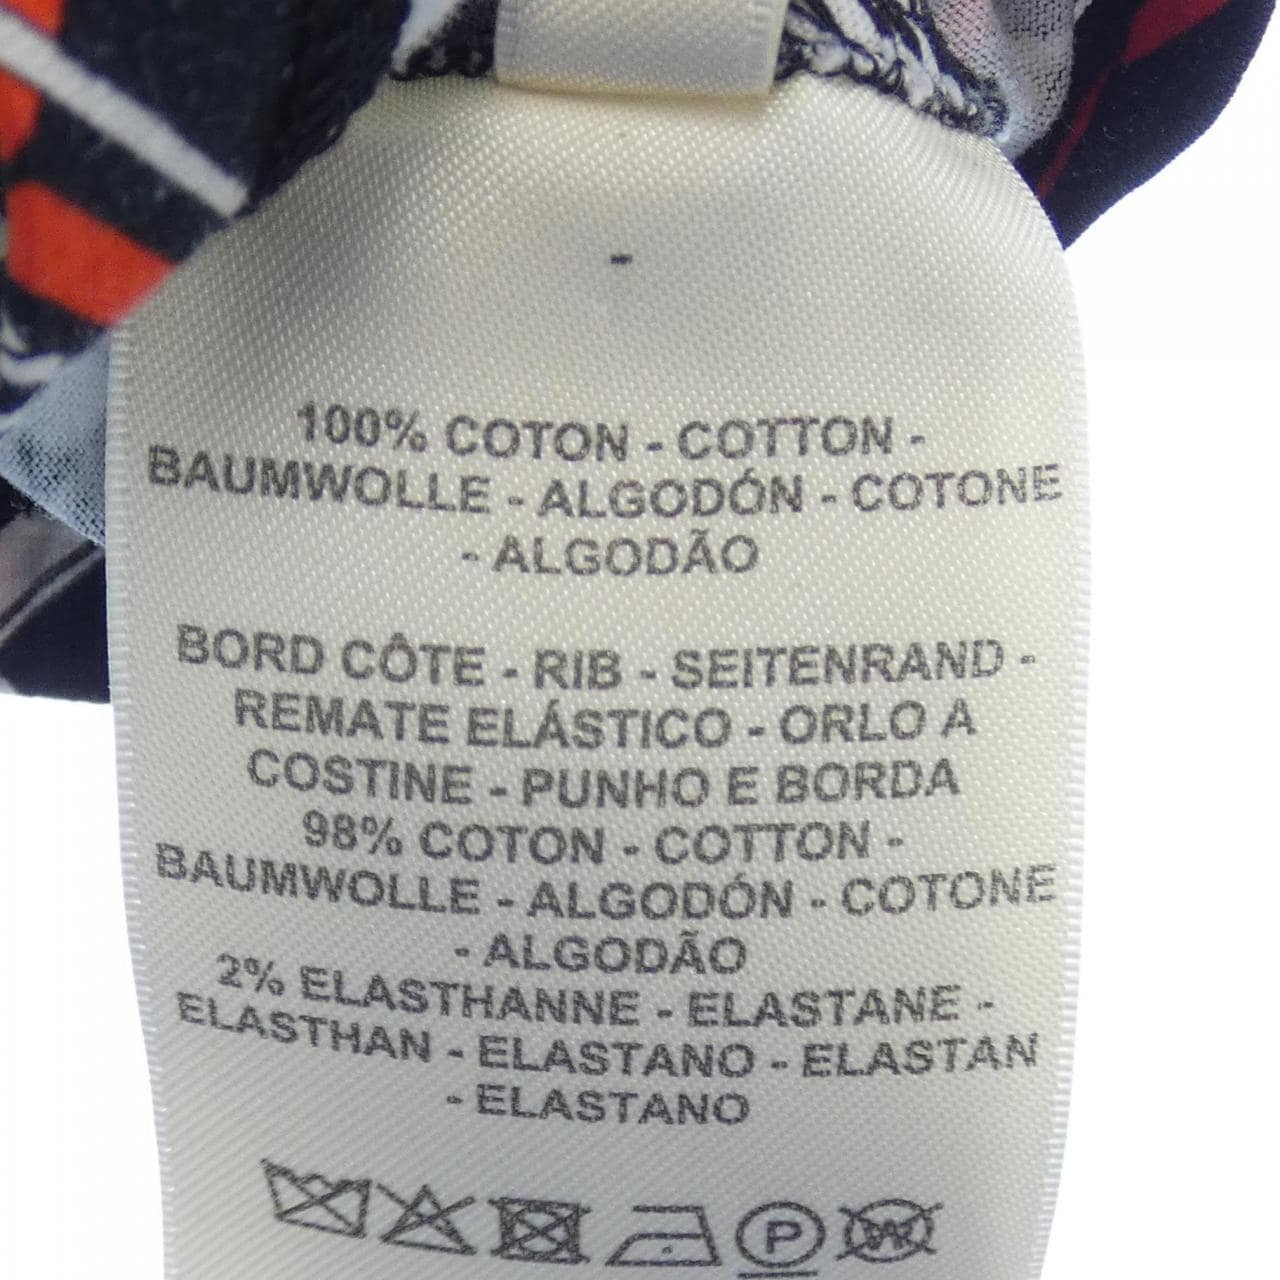 -
100% COTON - COTTON -
BAUMWOLLE - ALGODÓN - COTONE
- ALGODÃO
BORD CÔTE - RIB - SEITENRAND -
REMATE ELÁSTICO - ORLO A
COSTINE - PUNHO E BORDA
98% COTON - COTTON -
BAUMWOLLE - ALGODÓN - COTONE
- ALGODÃO
2% ELASTHANNE - ELASTANE -
ELASTHAN - ELASTANO - ELASTAN
- ELASTANO
P W